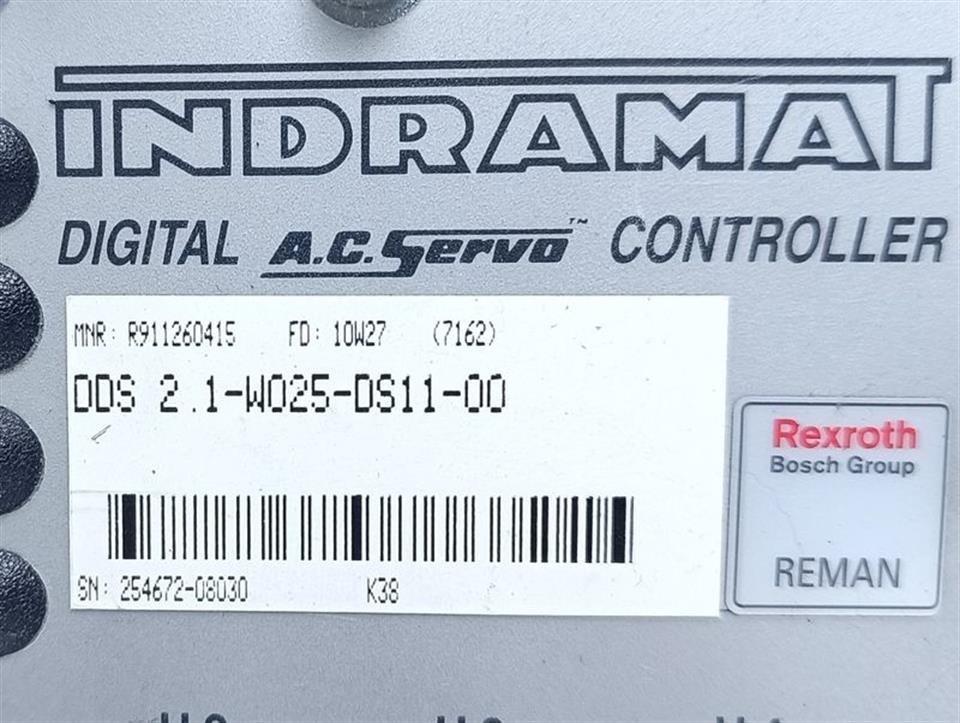 INDRAMAT
DIGITAL A.C. Servo™ CONTROLLER
MNR: R911260415 FD: 10W27 (7162)
DDS 2.1-W025-DS11-00
Rexroth
Bosch Group
REMAN
SN: 254672-08030 K38